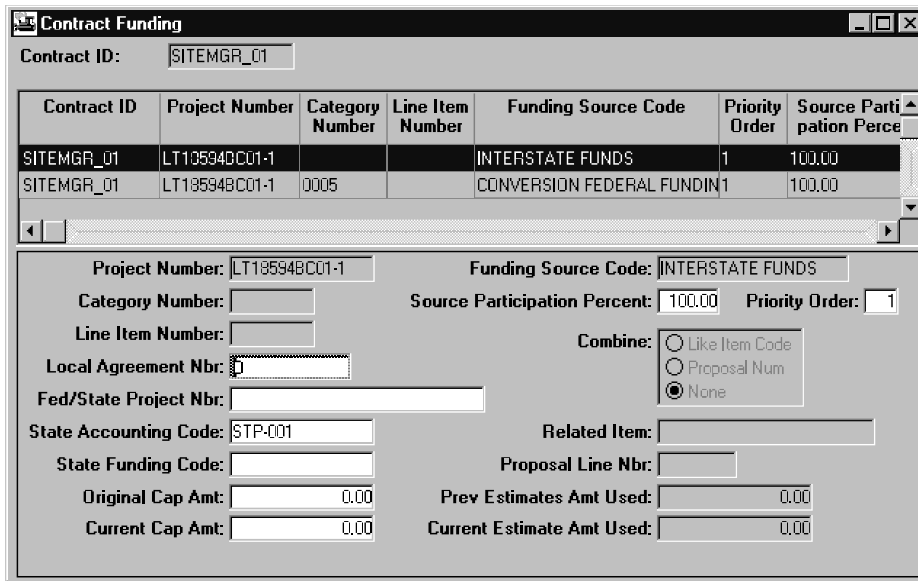 Contract Funding
Contract ID: SITEMGR_01
Contract ID Project Number Category Number Line Item Number Funding Source Code Priority Order Source Parti pation Perce
SITEMGR_01 LT18594BC01-1 INTERSTATE FUNDS 1 100.00
SITEMGR_01 LT18594BC01-1 0005 CONVERSION FEDERAL FUNDIN 1 100.00
Project Number: LT18594BC01-1 Funding Source Code: INTERSTATE FUNDS
Category Number: Source Participation Percent: 100.00 Priority Order: 1
Line Item Number:
Combine: Like Item Code
Local Agreement Nbr: Proposal Num
None
Fed/State Project Nbr:
State Accounting Code: STP-001 Related Item:
State Funding Code: Proposal Line Nbr:
Original Cap Amt: 0.00 Prev Estimates Amt Used: 0.00
Current Cap Amt: 0.00 Current Estimate Amt Used: 0.00